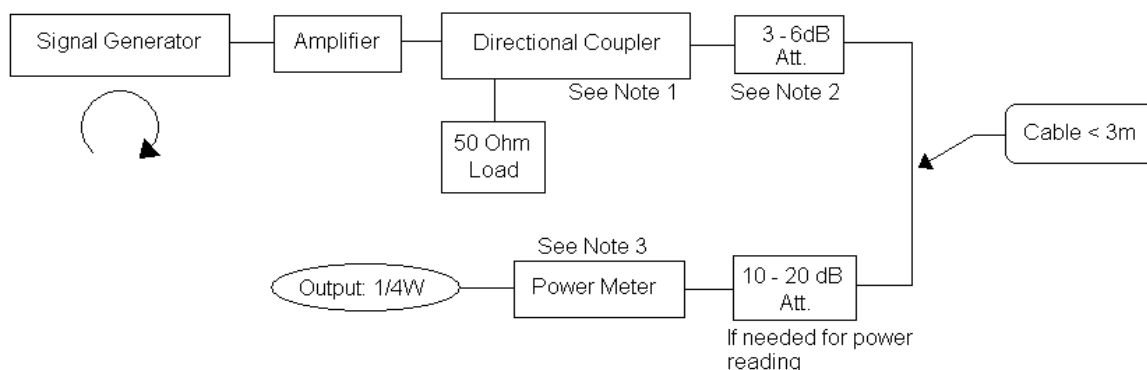 Signal Generator
Amplifier
Directional Coupler
3 - 6dB
Att.
See Note 1
See Note 2
50 Ohm
Load
Cable < 3m
See Note 3
Output: 1/4W
Power Meter
10 - 20 dB
Att.
If needed for power
reading